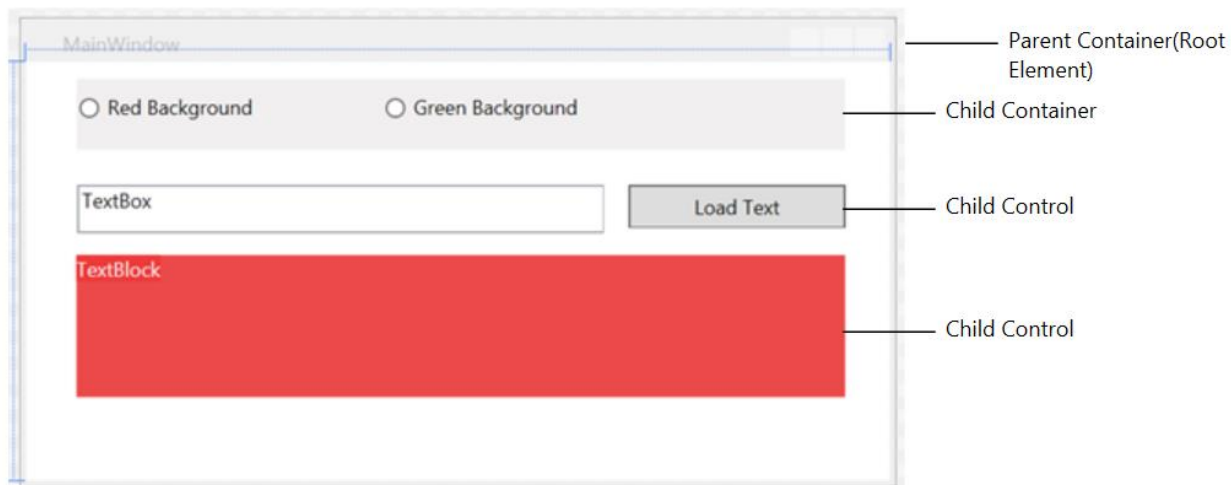 MainWindow
Parent Container(Root
Element)
Red Background
Green Background
Child Container
TextBox
Load Text
Child Control
TextBlock
Child Control